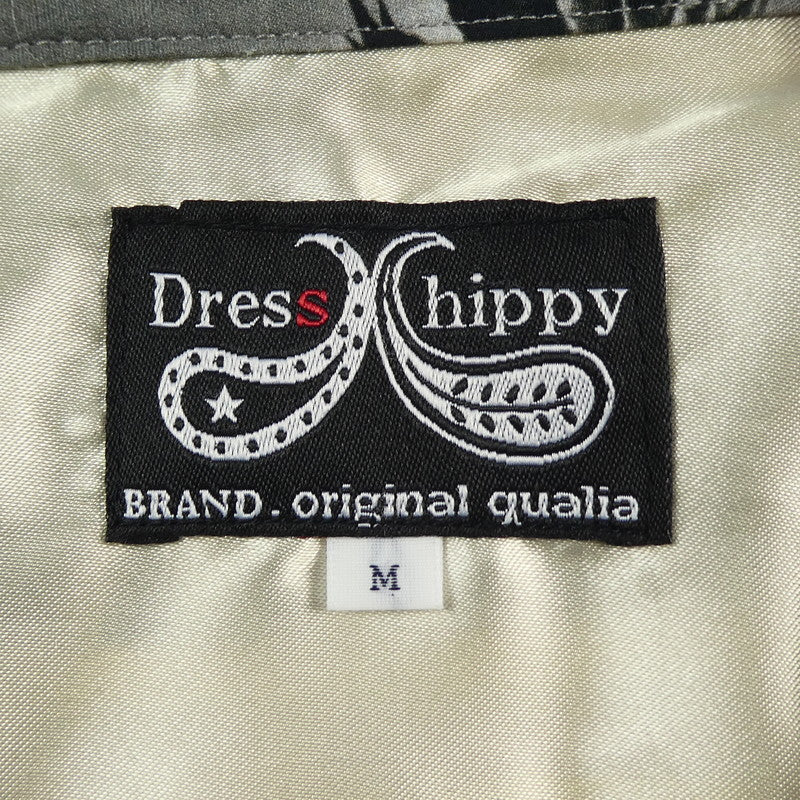 Dress hippy
BRAND. original qualia
M